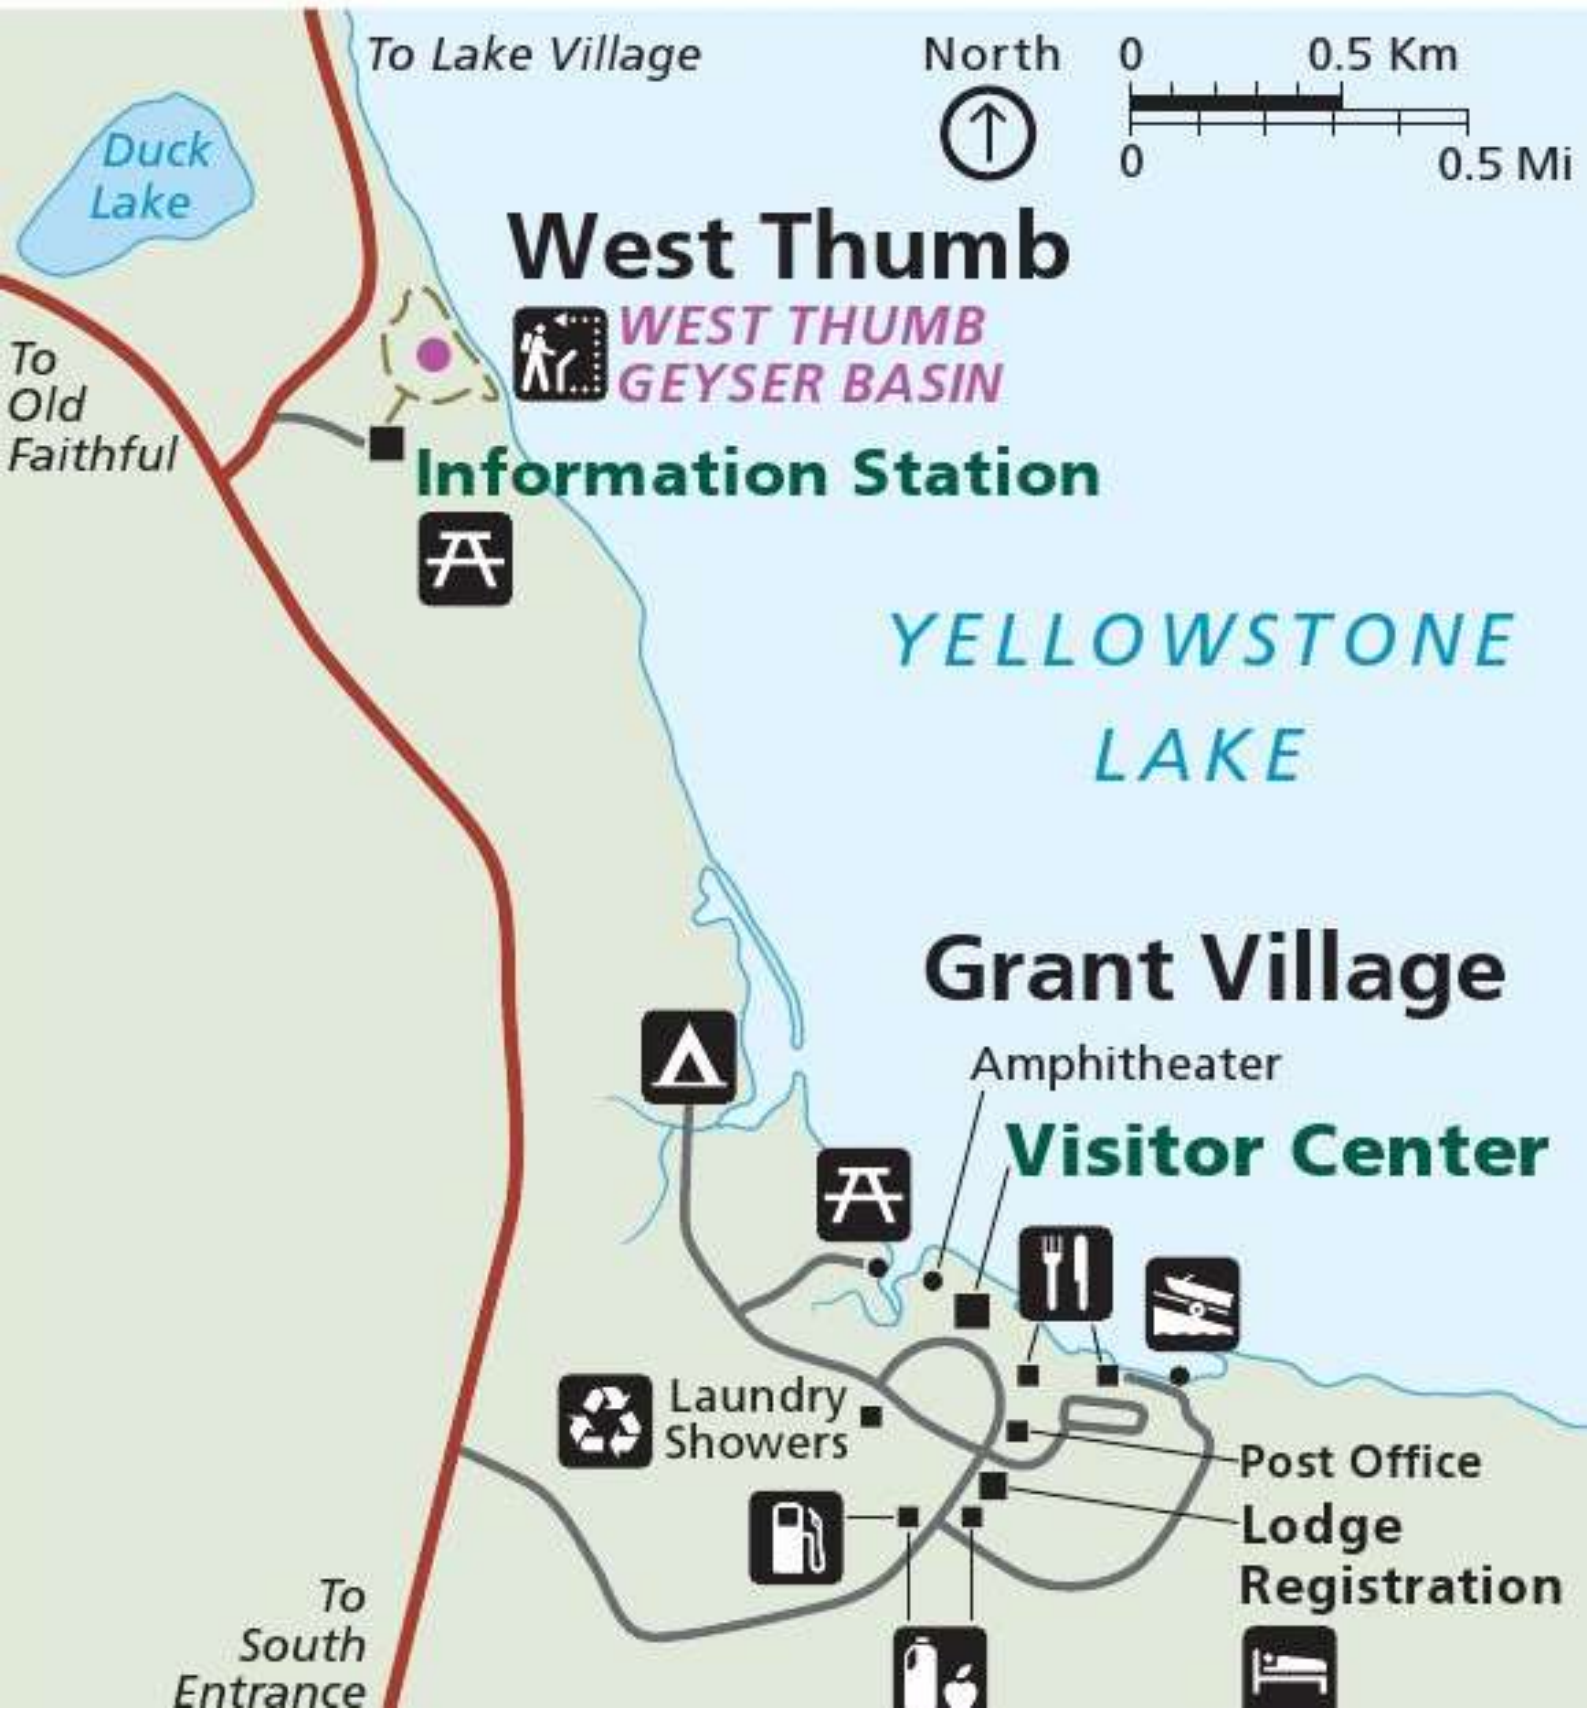 To Lake Village
North
0 0.5 Km
0 0.5 Mi
Duck
Lake
West Thumb
WEST THUMB
GEYSER BASIN
To
Old
Faithful
Information Station
YELLOWSTONE
LAKE
Grant Village
Amphitheater
Visitor Center
Laundry
Showers
Post Office
Lodge
Registration
To
South
Entrance